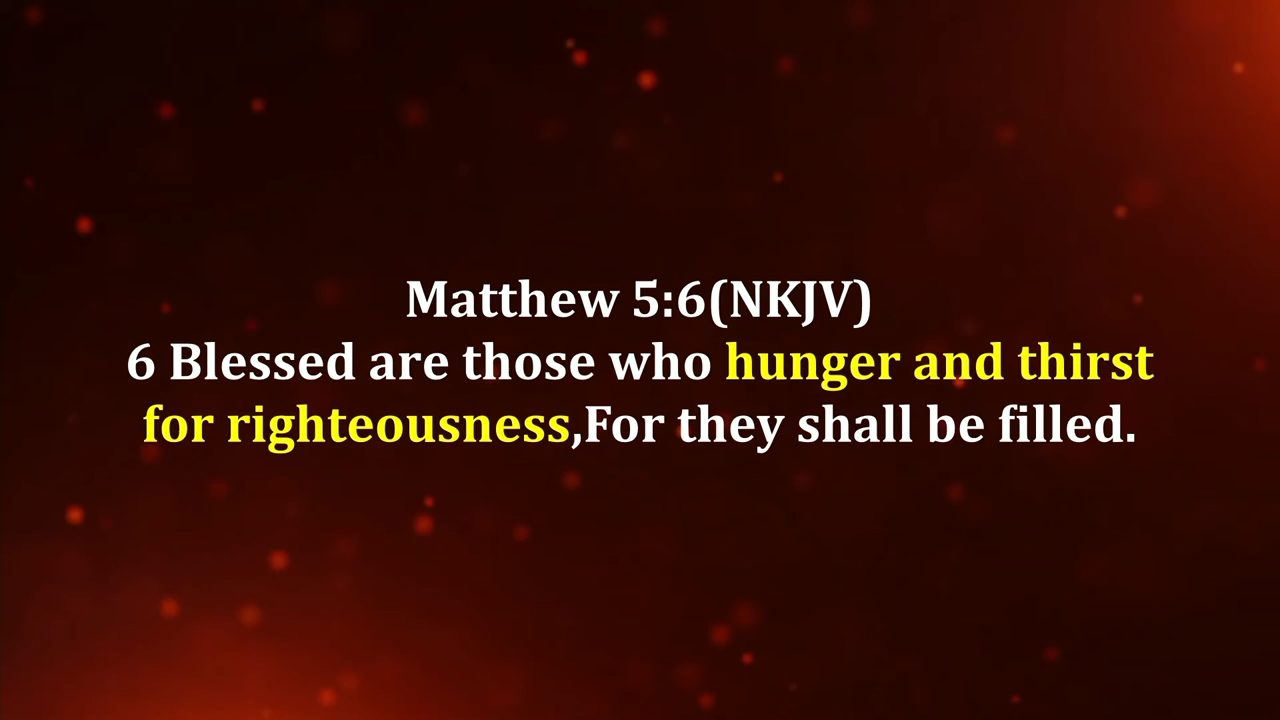 Matthew 5:6(NKJV)
6 Blessed are those who hunger and thirst
for righteousness,For they shall be filled.